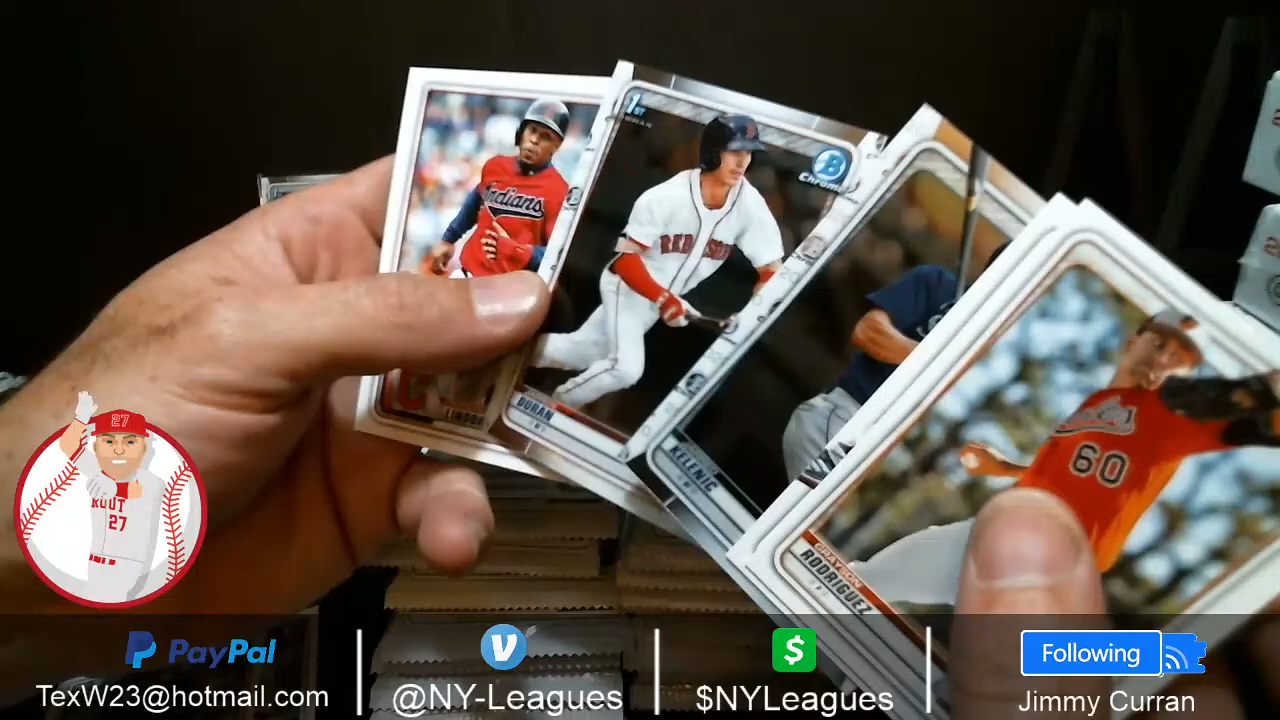 1ST
Chrome
B
Indians
RED SOX
LINDOR
DURAN
KELENIC
60
GRAYSON
RODRIGUEZ
P
27
27
PayPal
TexW23@hotmail.com
V
@NY-Leagues
$
$NYLeagues
Following
Jimmy Curran